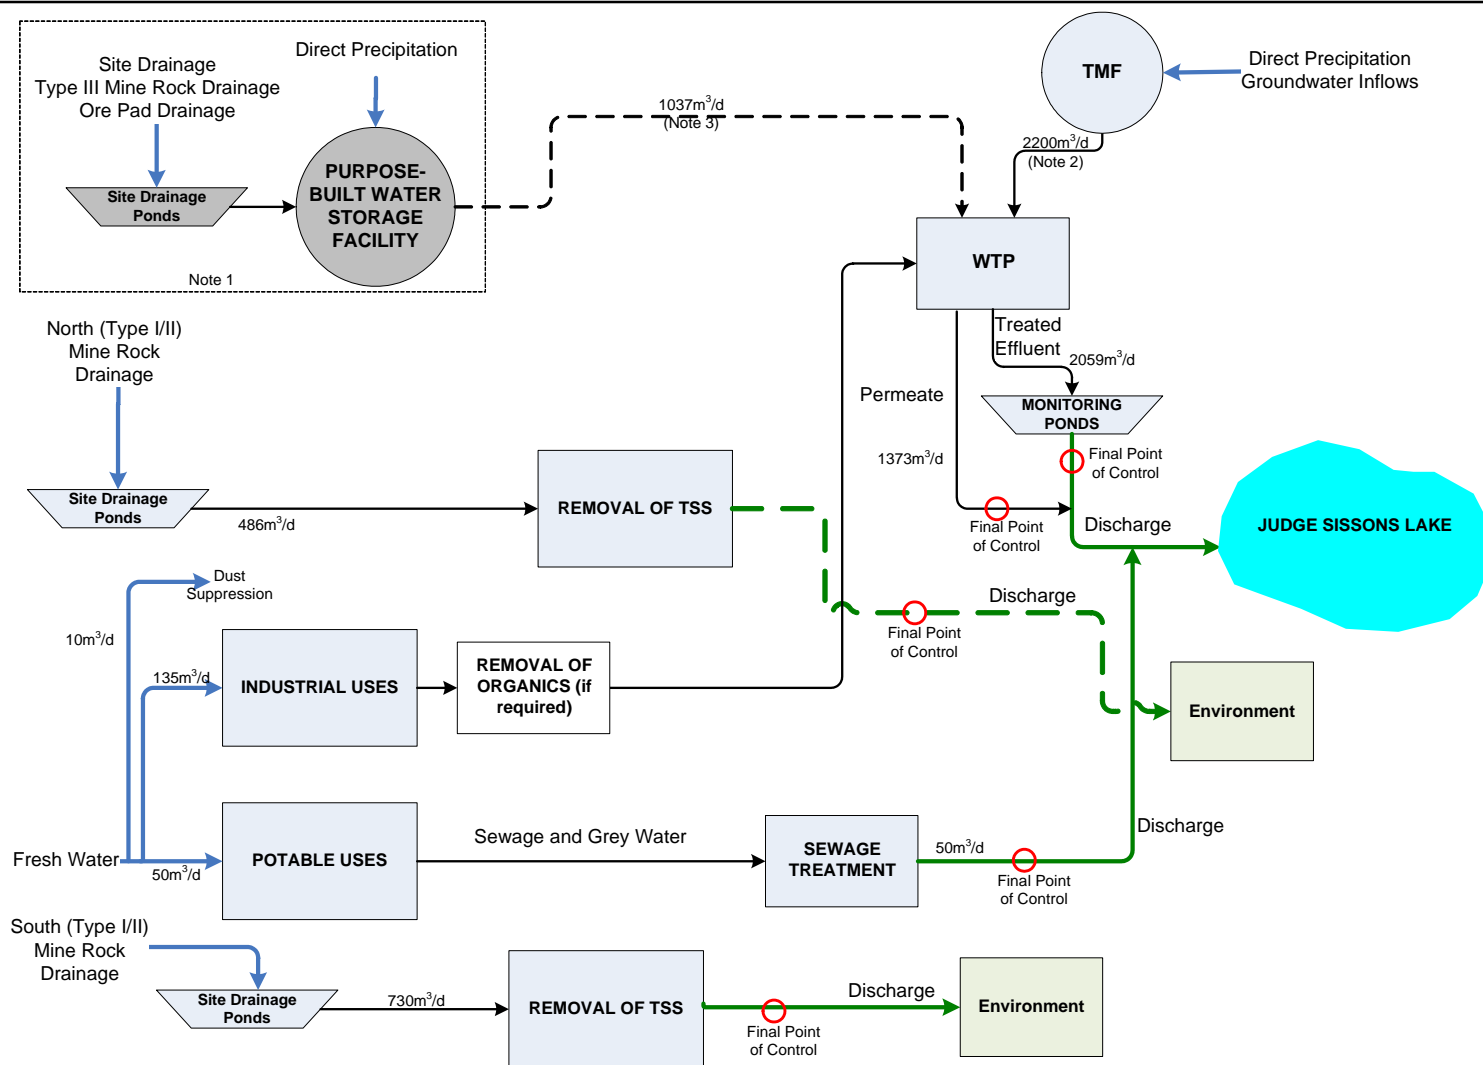 Direct Precipitation
Site Drainage
Type III Mine Rock Drainage
Ore Pad Drainage
Site Drainage
Ponds
PURPOSE-
BUILT WATER
STORAGE
FACILITY
Note 1
1037m³/d
(Note 3)
TMF
Direct Precipitation
Groundwater Inflows
2200m³/d
(Note 2)
WTP
Treated
Effluent
2059m³/d
Permeate
1373m³/d
MONITORING
PONDS
Final Point
of Control
Final Point
of Control
Discharge
JUDGE SISSONS LAKE
North (Type I/II)
Mine Rock
Drainage
Site Drainage
Ponds
486m³/d
REMOVAL OF TSS
Discharge
Final Point
of Control
Environment
Dust
Suppression
10m³/d
135m³/d
INDUSTRIAL USES
REMOVAL OF
ORGANICS (if
required)
Fresh Water
50m³/d
POTABLE USES
Sewage and Grey Water
SEWAGE
TREATMENT
50m³/d
Final Point
of Control
Discharge
South (Type I/II)
Mine Rock
Drainage
Site Drainage
Ponds
730m³/d
REMOVAL OF TSS
Discharge
Final Point
of Control
Environment